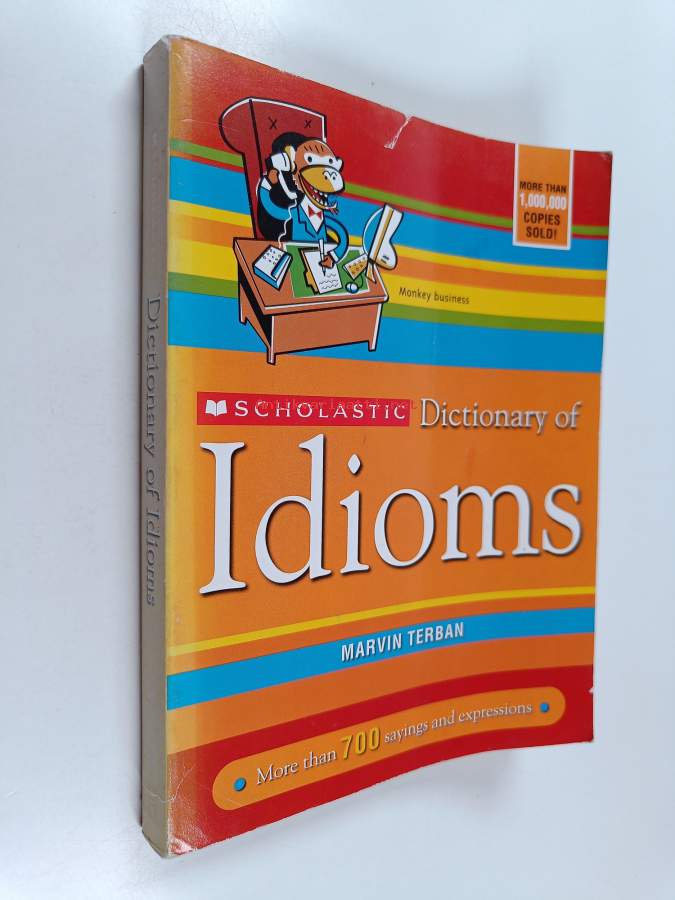 MORE THAN
1,000,000
COPIES
SOLD!
Monkey business
SCHOLASTIC Dictionary of
Idioms
MARVIN TERBAN
More than 700 sayings and expressions
Dictionary of Idioms